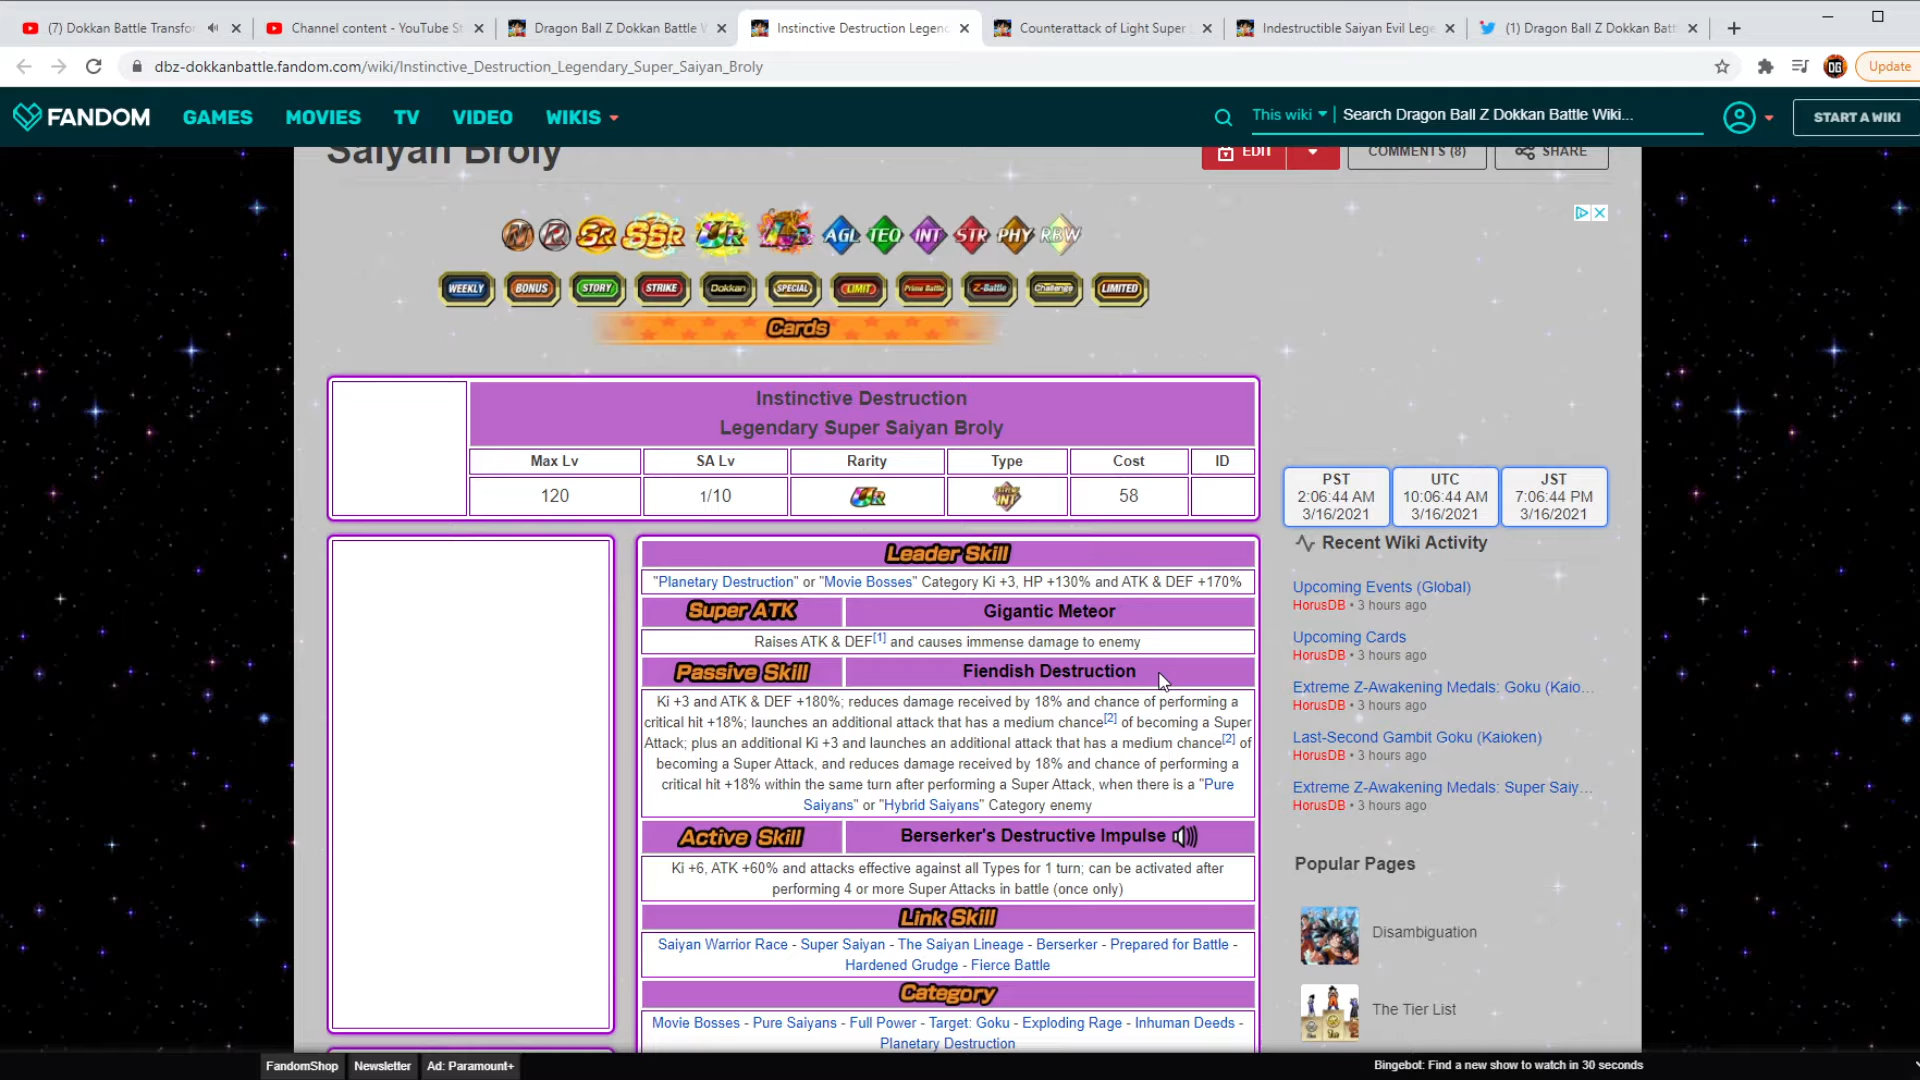 (7) Dokkan Battle Transfo
Channel content - YouTube St
Dragon Ball Z Dokkan Battle W
Instinctive Destruction Legend
Counterattack of Light Super
Indestructible Saiyan Evil Lege
(1) Dragon Ball Z Dokkan Batt
dbz-dokkanbattle.fandom.com/wiki/Instinctive_Destruction_Legendary_Super_Saiyan_Broly
OG
Update
FANDOM
GAMES
MOVIES
TV
VIDEO
WIKIS
This wiki
Search Dragon Ball Z Dokkan Battle Wiki...
START A WIKI
Saiyan Broly
EDIT
COMMENTS (8)
SHARE
N R SR SSR UR LR AGL TEQ INT STR PHY RBW
WEEKLY BONUS STORY STRIKE Dokkan SPECIAL LIMIT Prime Battle Z-Battle Challenge LIMITED
Cards
Instinctive Destruction
Legendary Super Saiyan Broly
Max Lv SA Lv Rarity Type Cost ID
120 1/10 UR INT 58
PST UTC JST
2:06:44 AM 10:06:44 AM 7:06:44 PM
3/16/2021 3/16/2021 3/16/2021
Leader Skill
"Planetary Destruction" or "Movie Bosses" Category Ki +3, HP +130% and ATK & DEF +170%
Super ATK Gigantic Meteor
Raises ATK & DEF[1] and causes immense damage to enemy
Passive Skill Fiendish Destruction
Ki +3 and ATK & DEF +180%; reduces damage received by 18% and chance of performing a
critical hit +18%; launches an additional attack that has a medium chance[2] of becoming a Super
Attack; plus an additional Ki +3 and launches an additional attack that has a medium chance[2] of
becoming a Super Attack, and reduces damage received by 18% and chance of performing a
critical hit +18% within the same turn after performing a Super Attack, when there is a "Pure
Saiyans" or "Hybrid Saiyans" Category enemy
Active Skill Berserker's Destructive Impulse
Ki +6, ATK +60% and attacks effective against all Types for 1 turn; can be activated after
performing 4 or more Super Attacks in battle (once only)
Link Skill
Saiyan Warrior Race - Super Saiyan - The Saiyan Lineage - Berserker - Prepared for Battle -
Hardened Grudge - Fierce Battle
Category
Movie Bosses - Pure Saiyans - Full Power - Target: Goku - Exploding Rage - Inhuman Deeds -
Planetary Destruction
Recent Wiki Activity
Upcoming Events (Global)
HorusDB • 3 hours ago
Upcoming Cards
HorusDB • 3 hours ago
Extreme Z-Awakening Medals: Goku (Kaio...
HorusDB • 3 hours ago
Last-Second Gambit Goku (Kaioken)
HorusDB • 3 hours ago
Extreme Z-Awakening Medals: Super Saiy...
HorusDB • 3 hours ago
Popular Pages
Disambiguation
The Tier List
FandomShop
Newsletter
Ad: Paramount+
Bingebot: Find a new show to watch in 30 seconds